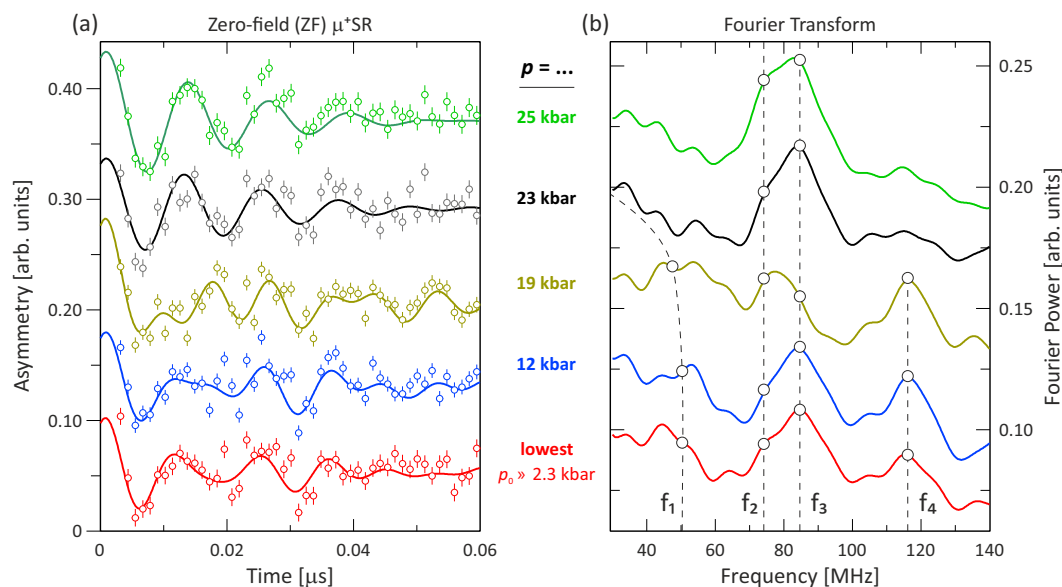 (a) Zero-field (ZF) μ⁺SR
(b) Fourier Transform
Asymmetry [arb. units]
0.40
0.30
0.20
0.10
0
0 0.02 0.04 0.06
Time [μs]
p = ...
25 kbar
23 kbar
19 kbar
12 kbar
lowest
p₀ » 2.3 kbar
f₁ f₂ f₃ f₄
40 60 80 100 120 140
Frequency [MHz]
0.25
0.20
0.15
0.10
Fourier Power [arb. units]